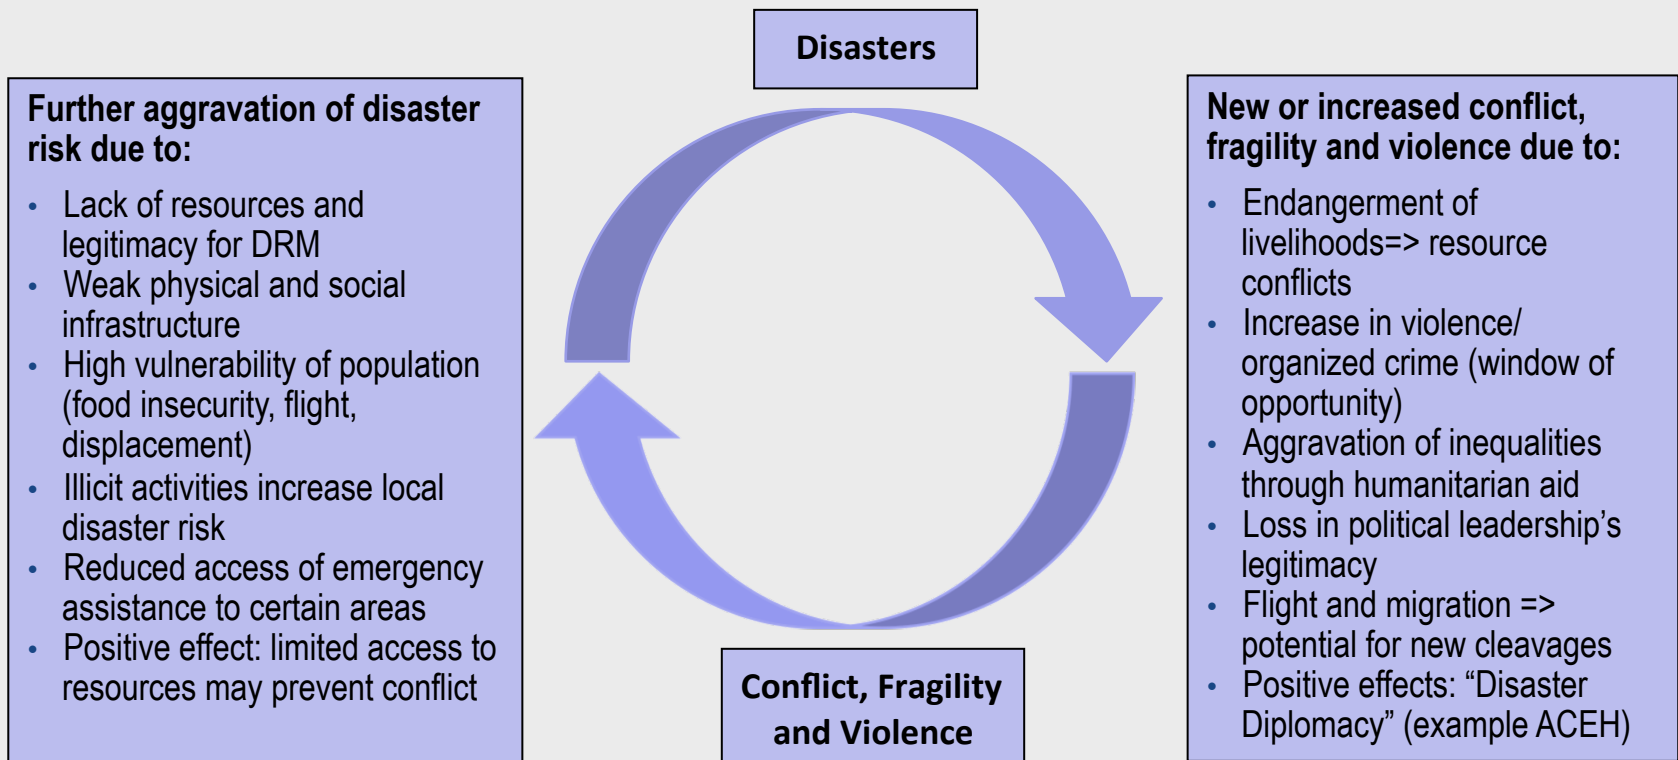 Disasters
Further aggravation of disaster
risk due to:
• Lack of resources and
legitimacy for DRM
• Weak physical and social
infrastructure
• High vulnerability of population
(food insecurity, flight,
displacement)
• Illicit activities increase local
disaster risk
• Reduced access of emergency
assistance to certain areas
• Positive effect: limited access to
resources may prevent conflict
New or increased conflict,
fragility and violence due to:
• Endangerment of
livelihoods=> resource
conflicts
• Increase in violence/
organized crime (window of
opportunity)
• Aggravation of inequalities
through humanitarian aid
• Loss in political leadership’s
legitimacy
• Flight and migration =>
potential for new cleavages
• Positive effects: “Disaster
Diplomacy” (example ACEH)
Conflict, Fragility
and Violence